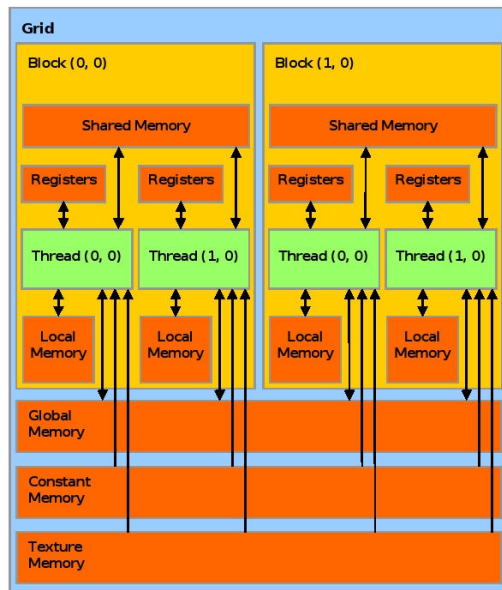 Grid
Block (0, 0)
Block (1, 0)
Shared Memory
Shared Memory
Registers
Registers
Registers
Registers
Thread (0, 0)
Thread (1, 0)
Thread (0, 0)
Thread (1, 0)
Local
Memory
Local
Memory
Local
Memory
Local
Memory
Global
Memory
Constant
Memory
Texture
Memory